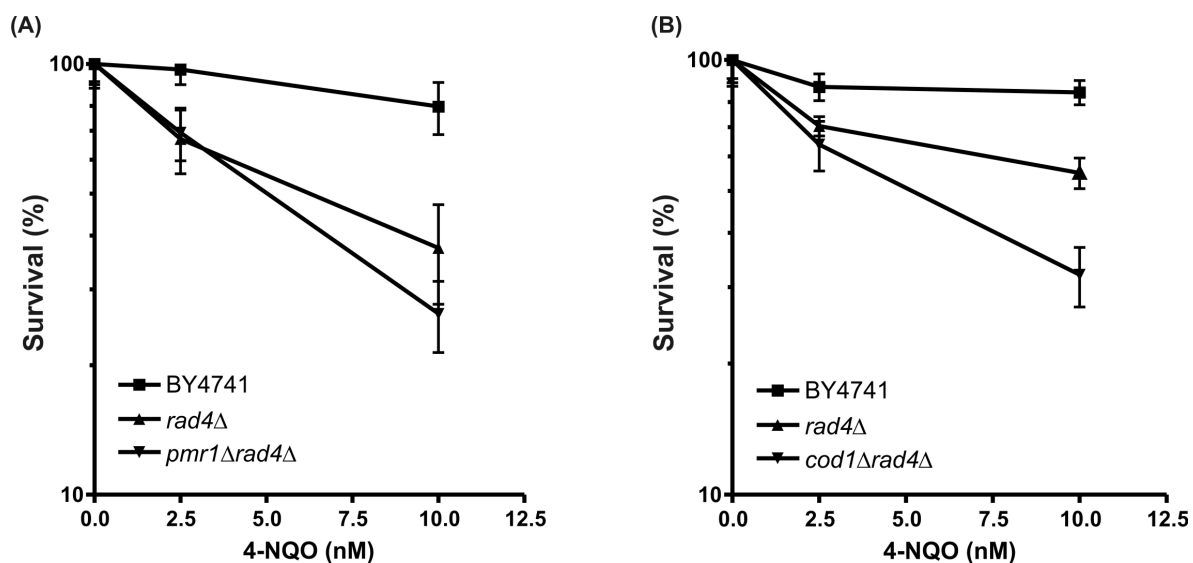 (A)
100
10
Survival (%)
BY4741
rad4Δ
pmr1Δrad4Δ
0.0 2.5 5.0 7.5 10.0 12.5
4-NQO (nM)
(B)
100
10
Survival (%)
BY4741
rad4Δ
cod1Δrad4Δ
0.0 2.5 5.0 7.5 10.0 12.5
4-NQO (nM)